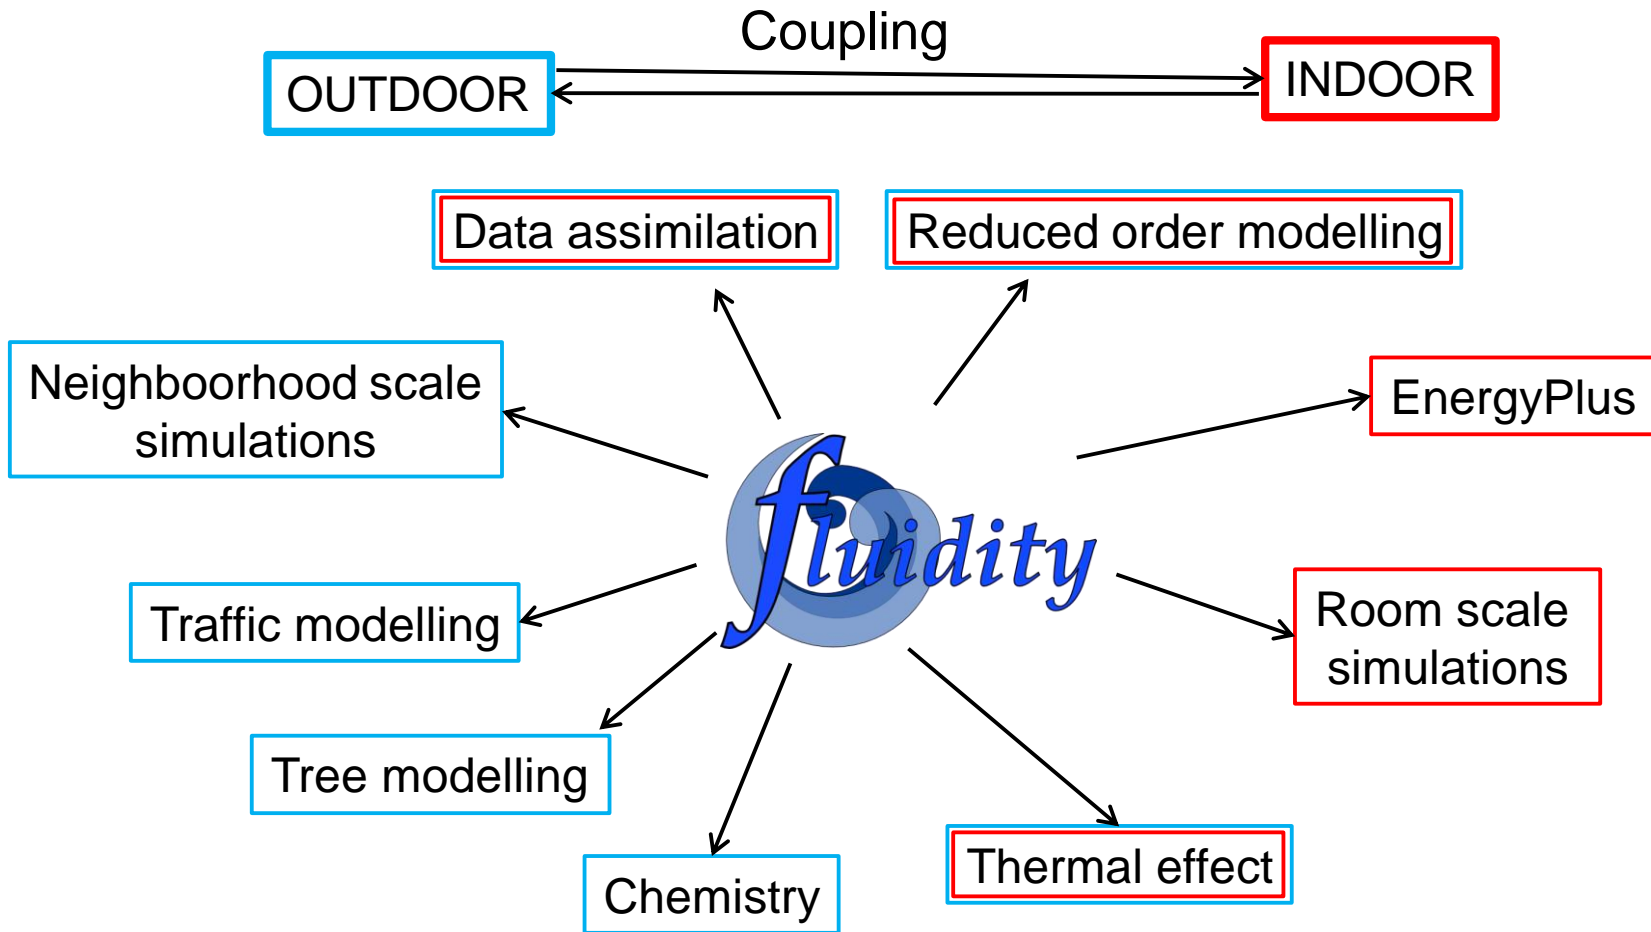 Coupling
OUTDOOR
INDOOR
Data assimilation
Reduced order modelling
Neighboorhood scale
simulations
EnergyPlus
fluidity
Traffic modelling
Room scale
simulations
Tree modelling
Thermal effect
Chemistry